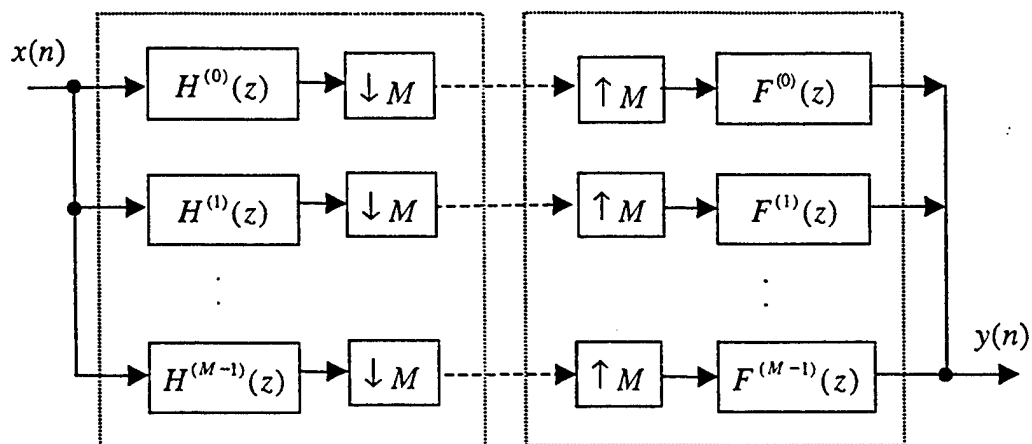 x(n)
H^{(0)}(z) ↓M ↑M F^{(0)}(z)
H^{(1)}(z) ↓M ↑M F^{(1)}(z)
H^{(M-1)}(z) ↓M ↑M F^{(M-1)}(z)
y(n)